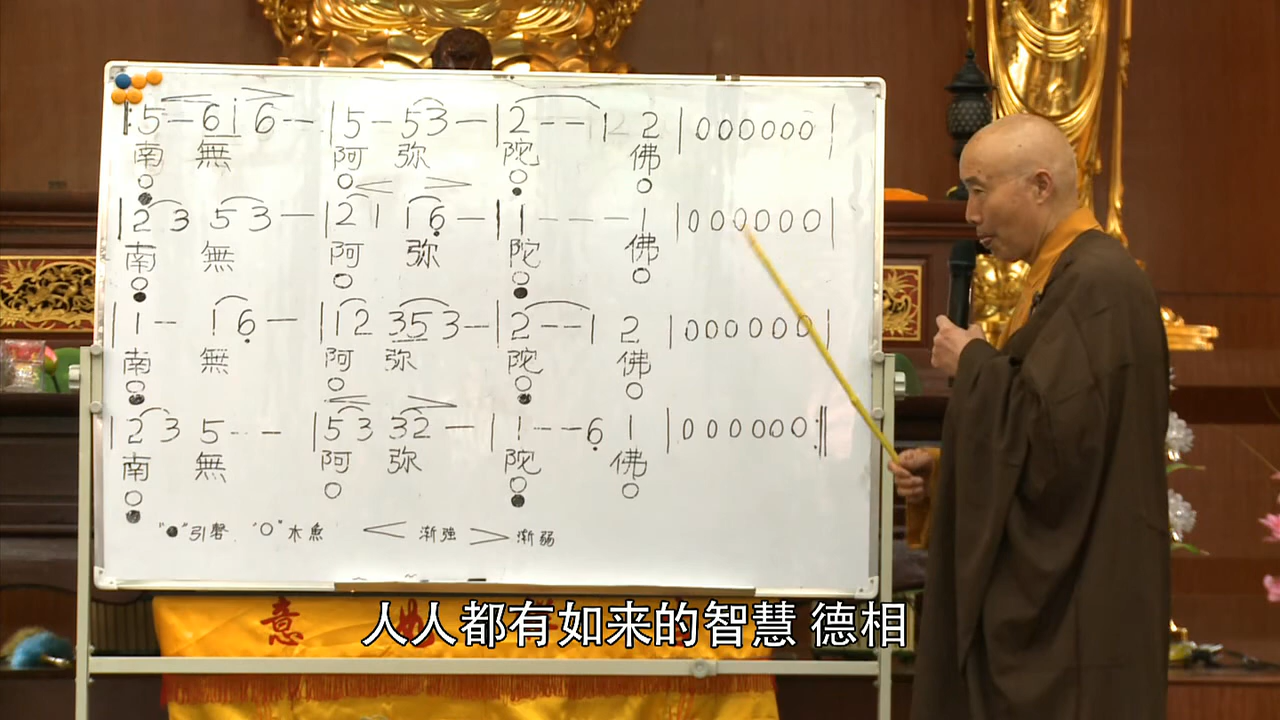 5 — 6 1 6 — | 5 — 5 3 — | 2 — — 1 2 | 0 0 0 0 0 0 |
南 無 阿 弥 陀 佛
| 2 3 5 3 — | 2 1 1 6 — | 1 — — — 1 | 0 0 0 0 0 0 |
南 無 阿 弥 陀 佛
| 1 — 1 6 — | 1 2 3 5 3 — | 2 — — 1 2 | 0 0 0 0 0 0 |
南 無 阿 弥 陀 佛
| 2 3 5 — — | 5 3 3 2 — | 1 — — 6 1 | 0 0 0 0 0 0 :||
南 無 阿 弥 陀 佛
"●"引磬 "○"木魚 < 渐強 > 渐弱
意
人人都有如来的智慧 德相